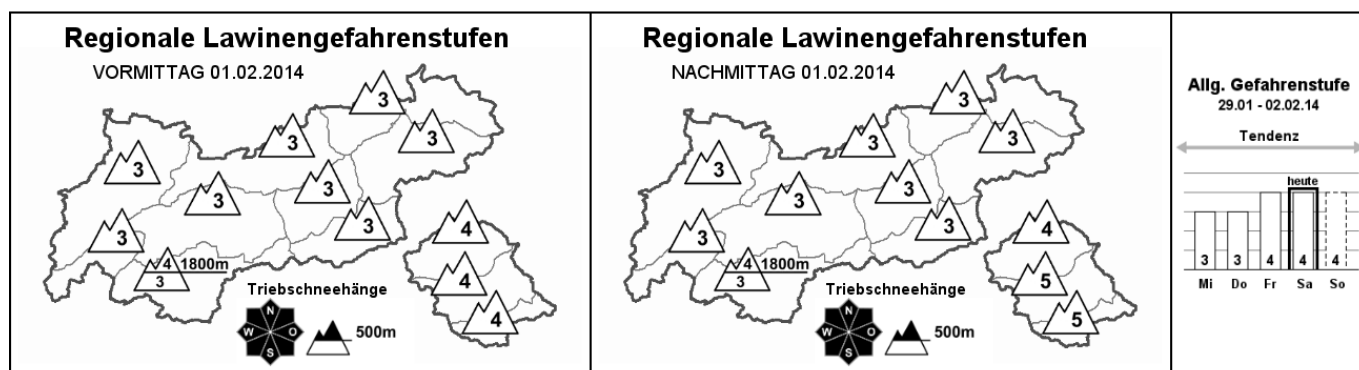 Regionale Lawinengefahrenstufen
VORMITTAG 01.02.2014
3
3
3
3
3
3
3
3
3
4 1800m
3
4
4
4
Triebschneehänge
N
W O
S
500m
Regionale Lawinengefahrenstufen
NACHMITTAG 01.02.2014
3
3
3
3
3
3
3
3
4 1800m
3
4
5
5
Triebschneehänge
N
W O
S
500m
Allg. Gefahrenstufe
29.01 - 02.02.14
Tendenz
heute
3 3 4 4 4
Mi Do Fr Sa So